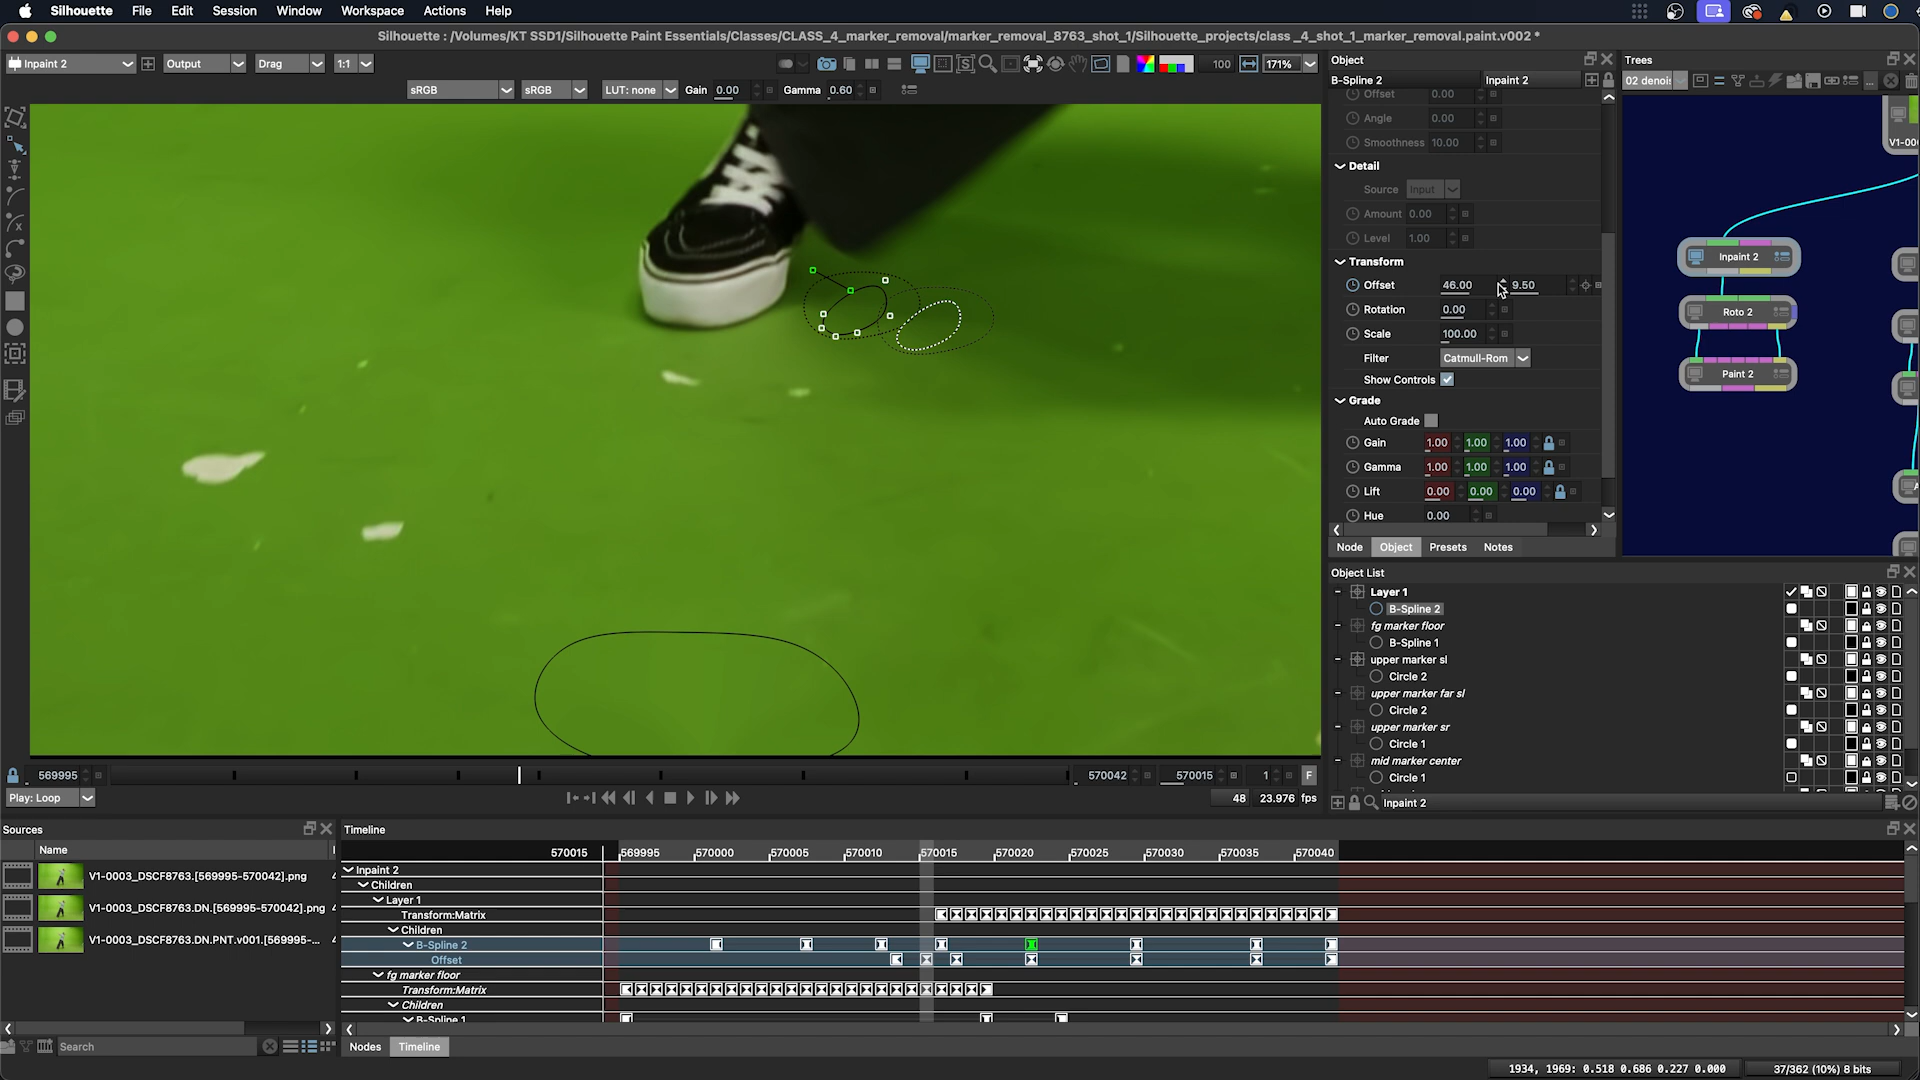 Silhouette File Edit Session Window Workspace Actions Help
Silhouette : /Volumes/KT SSD1/Silhouette Paint Essentials/Classes/CLASS_4_marker_removal/marker_removal_8763_shot_1/Silhouette_projects/class _4_shot_1_marker_removal.paint.v002 *
Inpaint 2 Output Drag 1:1 100 171%
sRGB sRGB LUT: none Gain 0.00 Gamma 0.60
Object
B-Spline 2 Inpaint 2
Offset 0.00
Angle 0.00
Smoothness 10.00
Detail
Source Input
Amount 0.00
Level 1.00
Transform
Offset 46.00 9.50
Rotation 0.00
Scale 100.00
Filter Catmull-Rom
Show Controls
Grade
Auto Grade
Gain 1.00 1.00 1.00
Gamma 1.00 1.00 1.00
Lift 0.00 0.00 0.00
Hue 0.00
Node Object Presets Notes
Trees
02 denoi
V1-00
Inpaint 2
Roto 2
Paint 2
Object List
Layer 1
B-Spline 2
fg marker floor
B-Spline 1
upper marker sl
Circle 2
upper marker far sl
Circle 2
upper marker sr
Circle 1
mid marker center
Circle 1
Inpaint 2
569995 570042 570015 1 F
Play: Loop 48 23.976 fps
Sources
Name
V1-0003_DSCF8763.[569995-570042].png
V1-0003_DSCF8763.DN.[569995-570042].png
V1-0003_DSCF8763.DN.PNT.v001.[569995-...
Search
Timeline
570015 569995 570000 570005 570010 570015 570020 570025 570030 570035 570040
Inpaint 2
Children
Layer 1
Transform:Matrix
Children
B-Spline 2
Offset
fg marker floor
Transform:Matrix
Children
B-Spline 1
Nodes Timeline
1934, 1969: 0.518 0.686 0.227 0.000 37/362 (10%) 8 bits